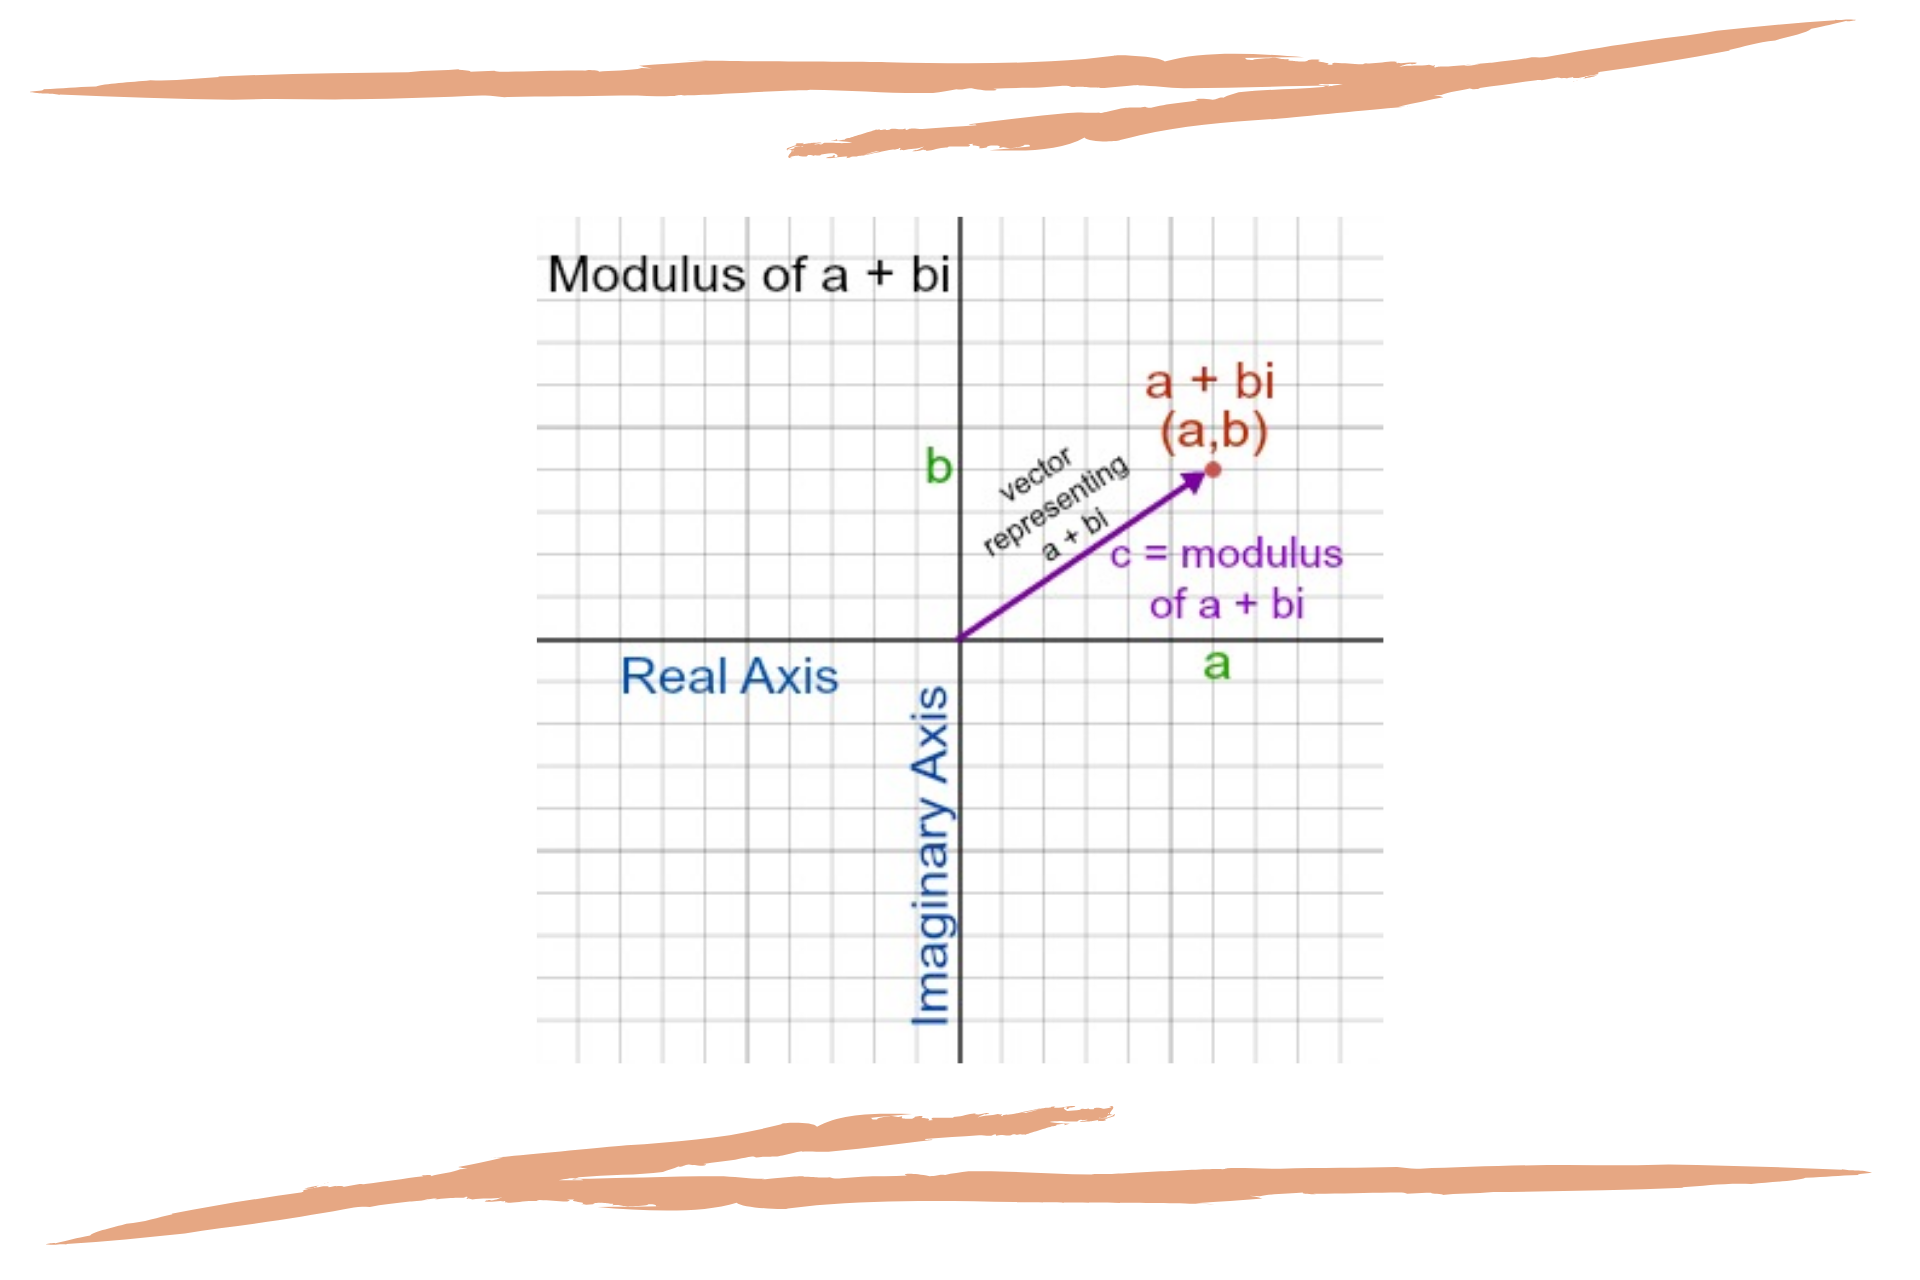 Modulus of a + bi
a + bi
(a,b)
b
vector
representing
a + bi
c = modulus
of a + bi
a
Real Axis
Imaginary Axis